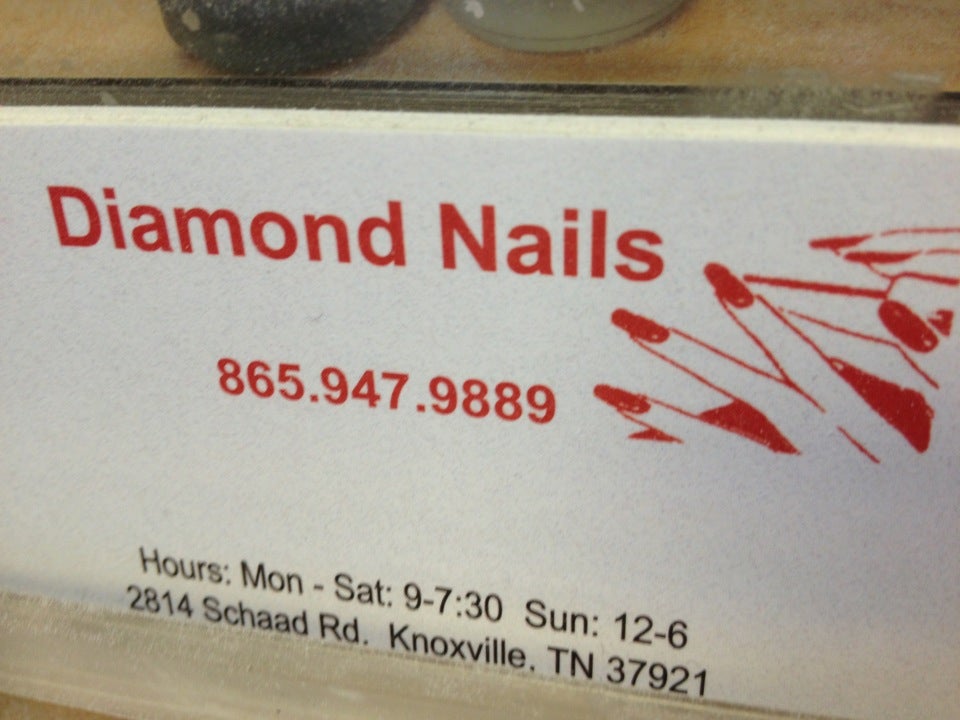 Diamond Nails
865.947.9889
Hours: Mon - Sat: 9-7:30 Sun: 12-6
2814 Schaad Rd. Knoxville, TN 37921